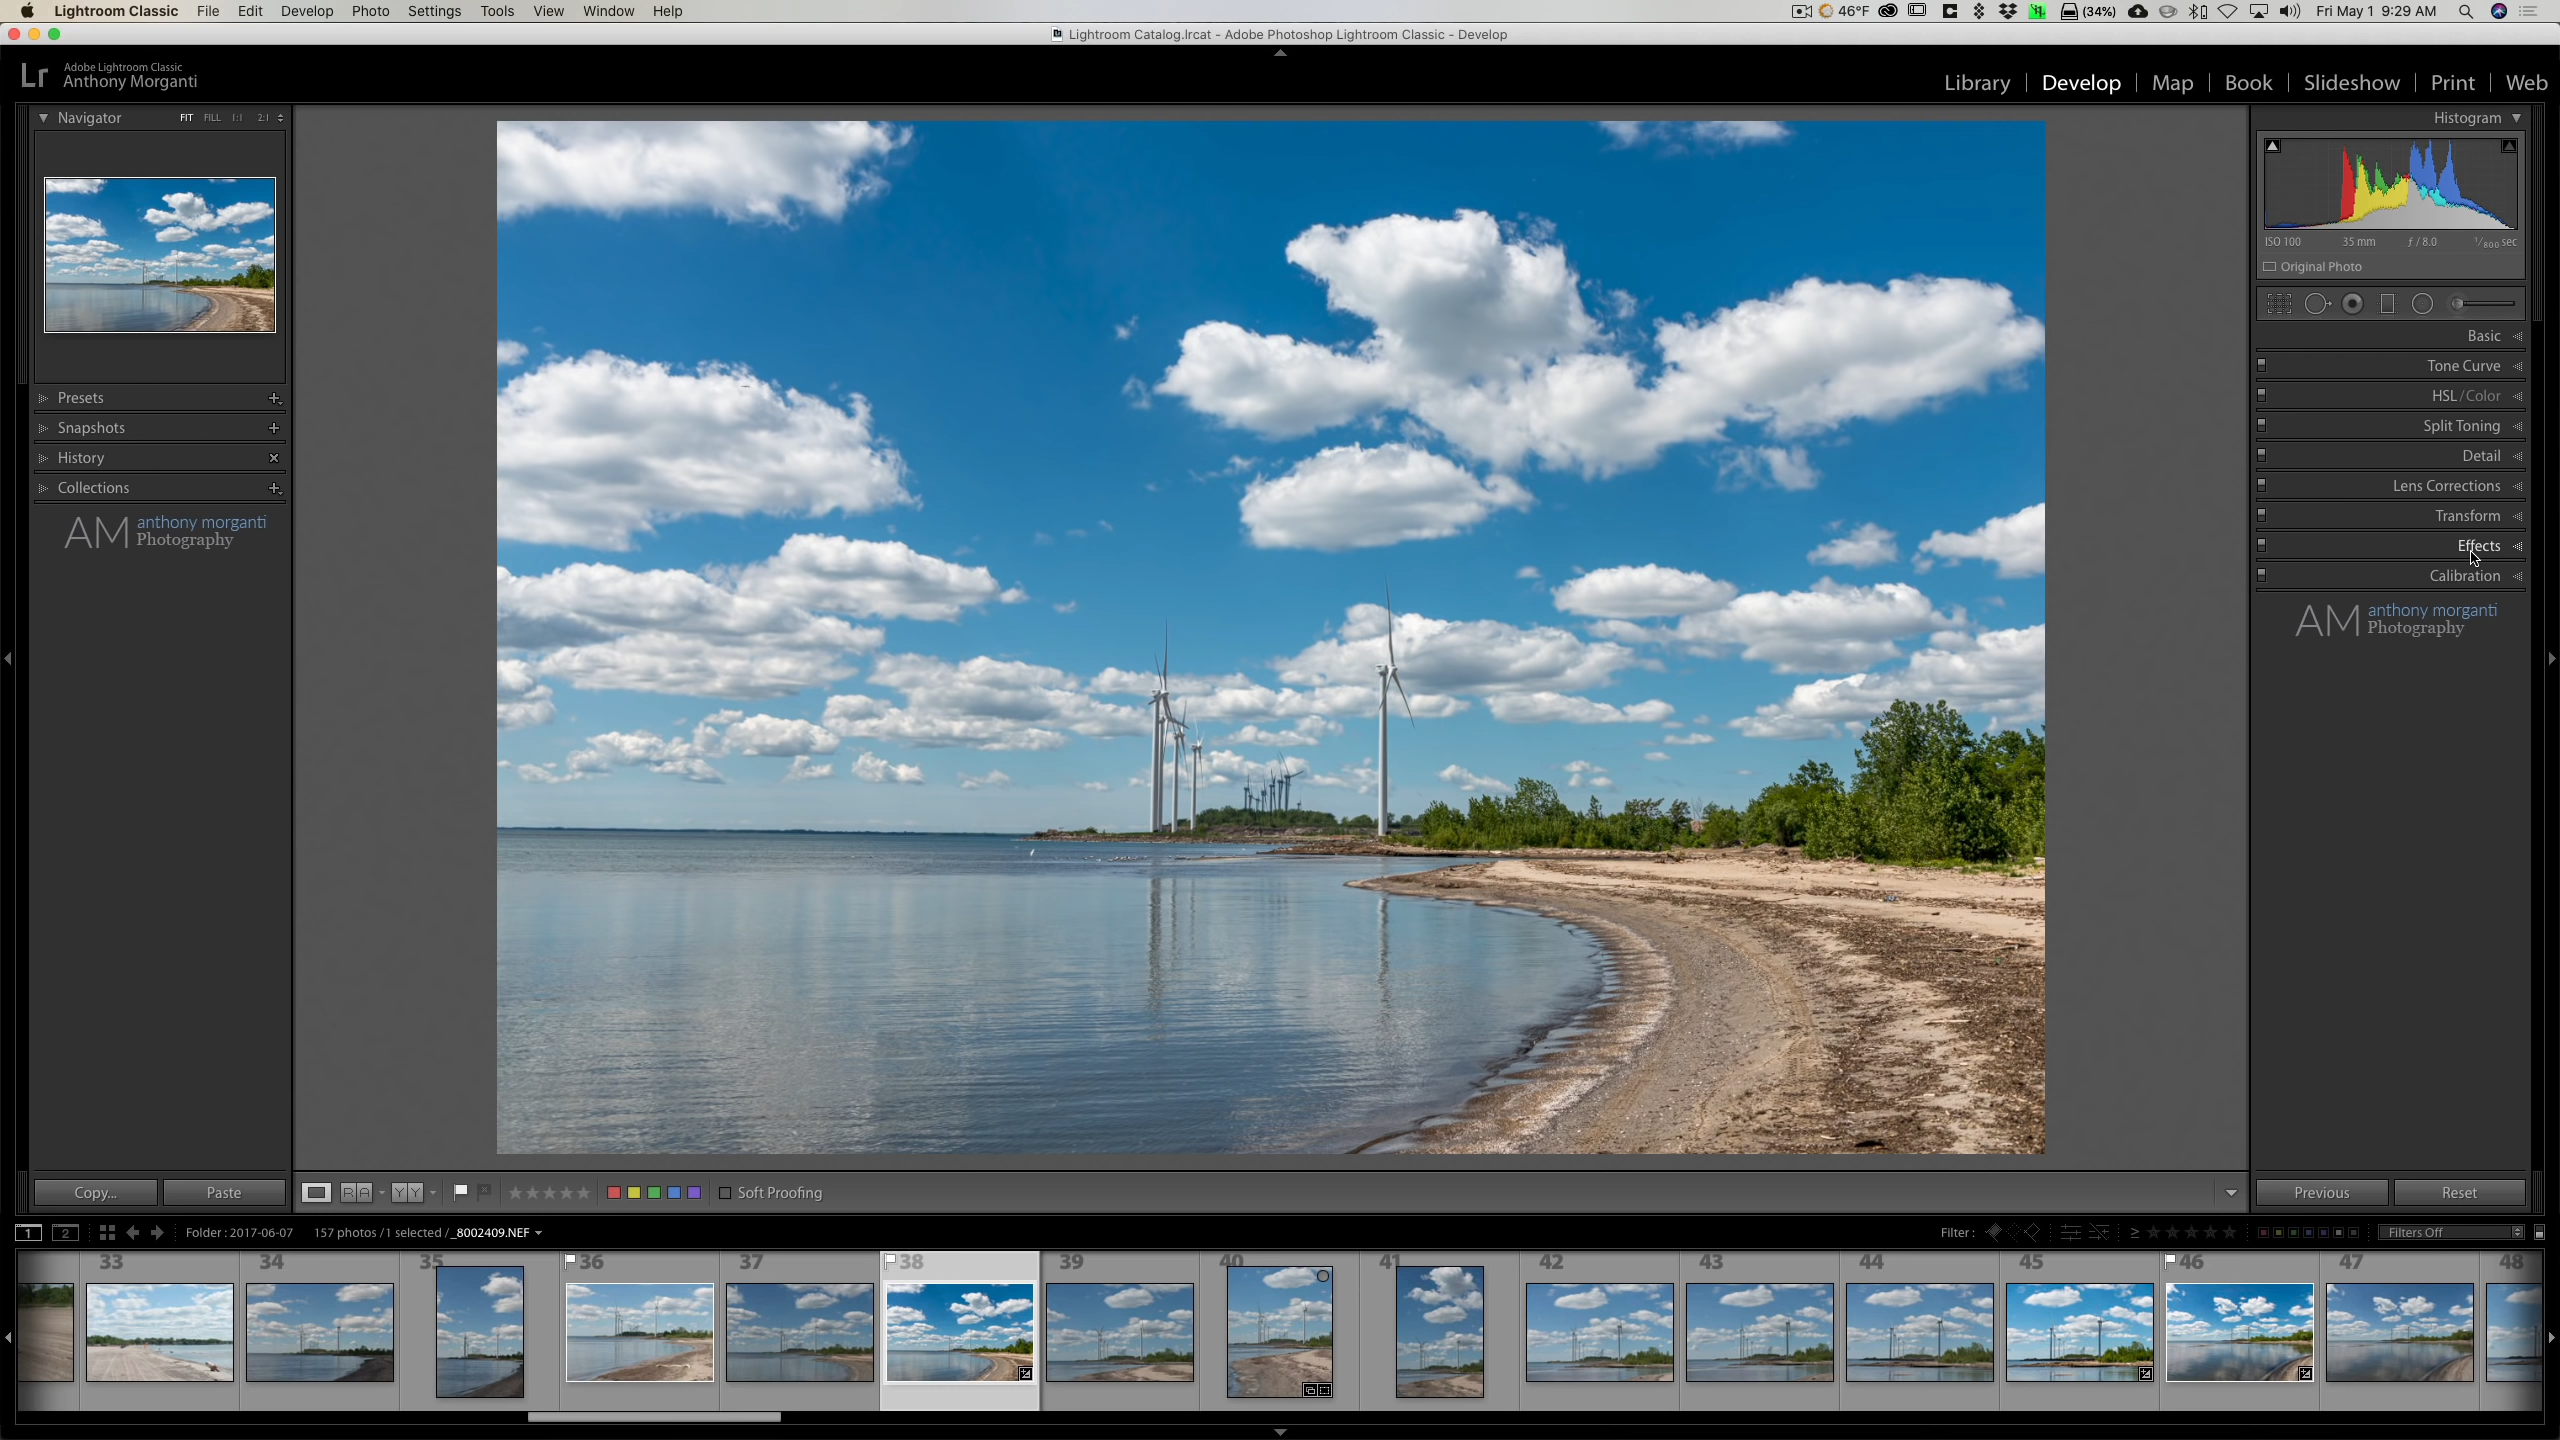 Lightroom Classic File Edit Develop Photo Settings Tools View Window Help
46°F (34%) Fri May 1 9:29 AM
Lightroom Catalog.lrcat - Adobe Photoshop Lightroom Classic - Develop
Lr
Adobe Lightroom Classic
Anthony Morganti
Library | Develop | Map | Book | Slideshow | Print | Web
Navigator FIT FILL 1:1 2:1
Presets
Snapshots
History
Collections
AM anthony morganti
Photography
Histogram
ISO 100 35 mm ƒ / 8.0 1/800 sec
Original Photo
Basic
Tone Curve
HSL / Color
Split Toning
Detail
Lens Corrections
Transform
Effects
Calibration
AM anthony morganti
Photography
Copy... Paste
R A Y Y Soft Proofing
Previous Reset
1 2 Folder : 2017-06-07 157 photos / 1 selected / _8002409.NEF
Filter : ≥ Filters Off
33 34 35 36 37 38 39 40 41 42 43 44 45 46 47 48